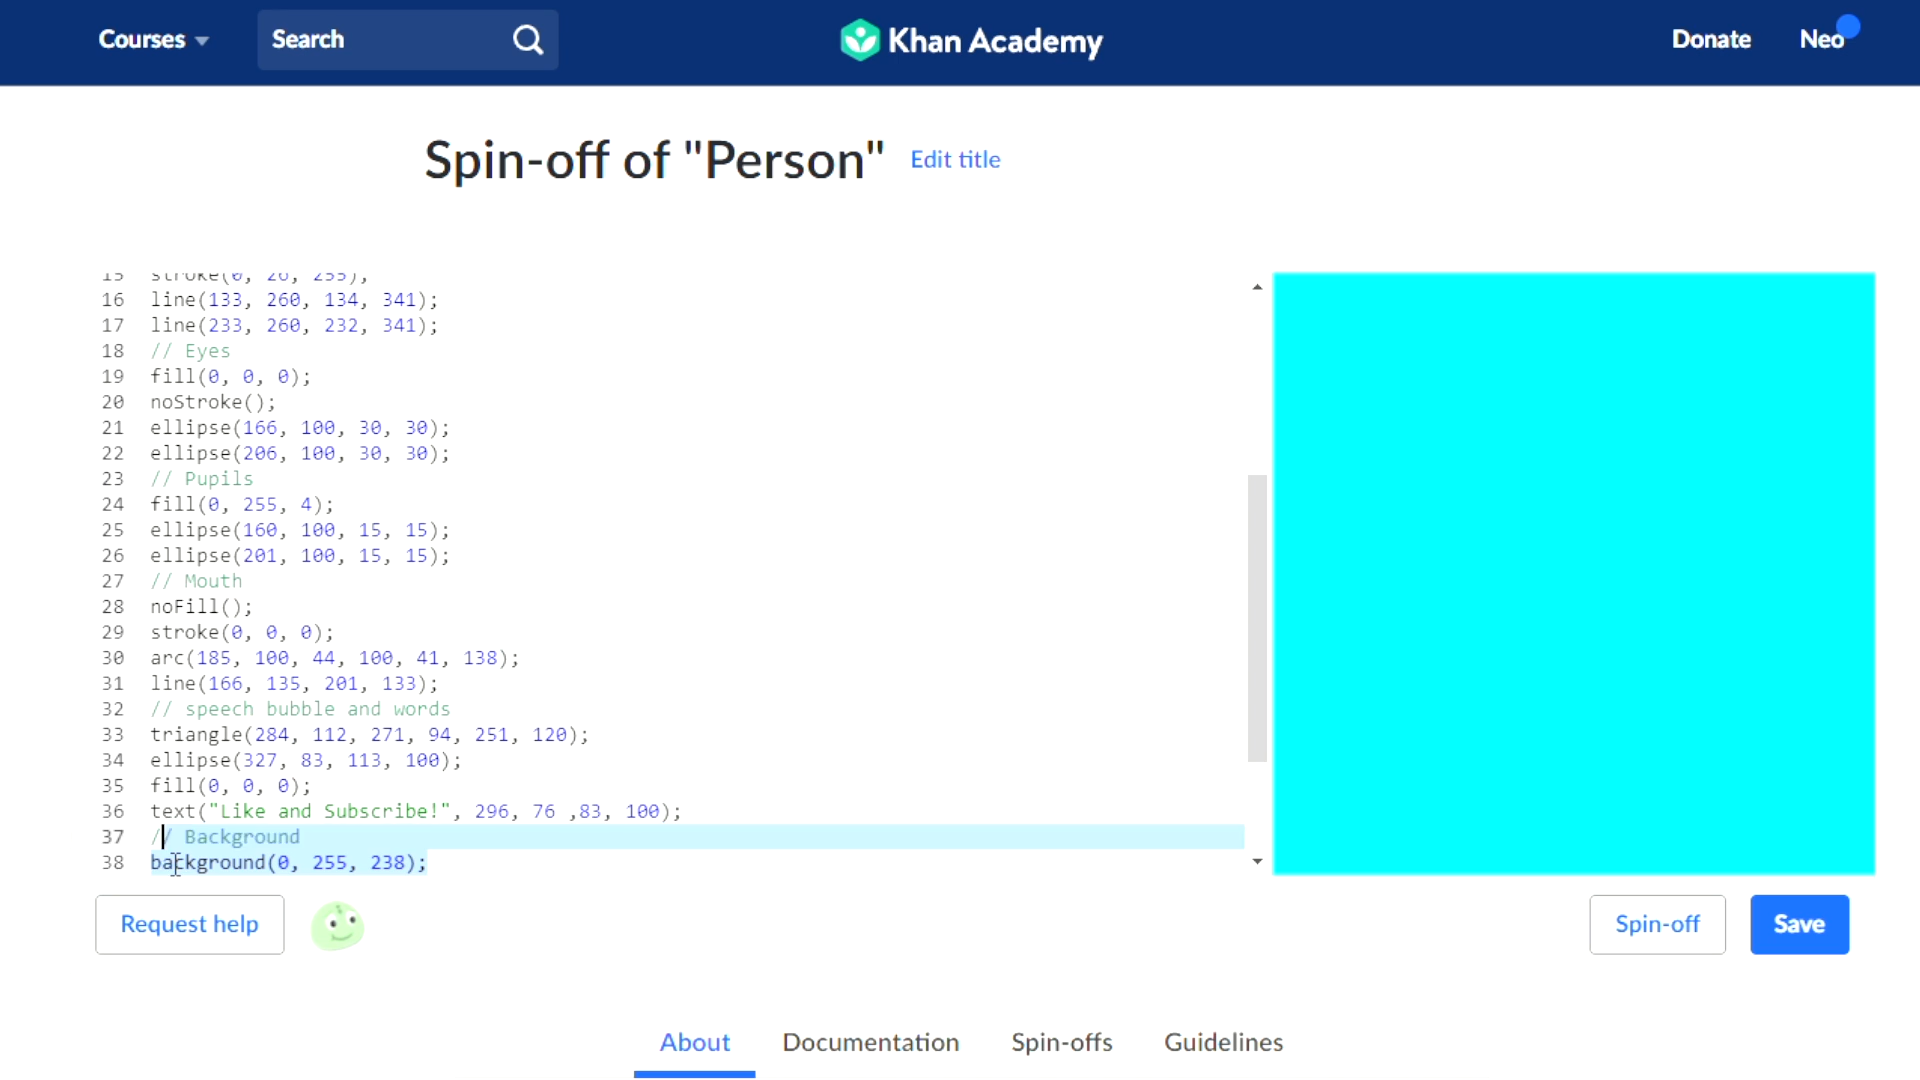 Courses
Search
Khan Academy
Donate
Neo
Spin-off of "Person"
Edit title
15 stroke(0, 26, 255);
16 line(133, 260, 134, 341);
17 line(233, 260, 232, 341);
18 // Eyes
19 fill(0, 0, 0);
20 noStroke();
21 ellipse(166, 100, 30, 30);
22 ellipse(206, 100, 30, 30);
23 // Pupils
24 fill(0, 255, 4);
25 ellipse(160, 100, 15, 15);
26 ellipse(201, 100, 15, 15);
27 // Mouth
28 noFill();
29 stroke(0, 0, 0);
30 arc(185, 100, 44, 100, 41, 138);
31 line(166, 135, 201, 133);
32 // speech bubble and words
33 triangle(284, 112, 271, 94, 251, 120);
34 ellipse(327, 83, 113, 100);
35 fill(0, 0, 0);
36 text("Like and Subscribe!", 296, 76 ,83, 100);
37 // Background
38 background(0, 255, 238);
Request help
Spin-off
Save
About
Documentation
Spin-offs
Guidelines